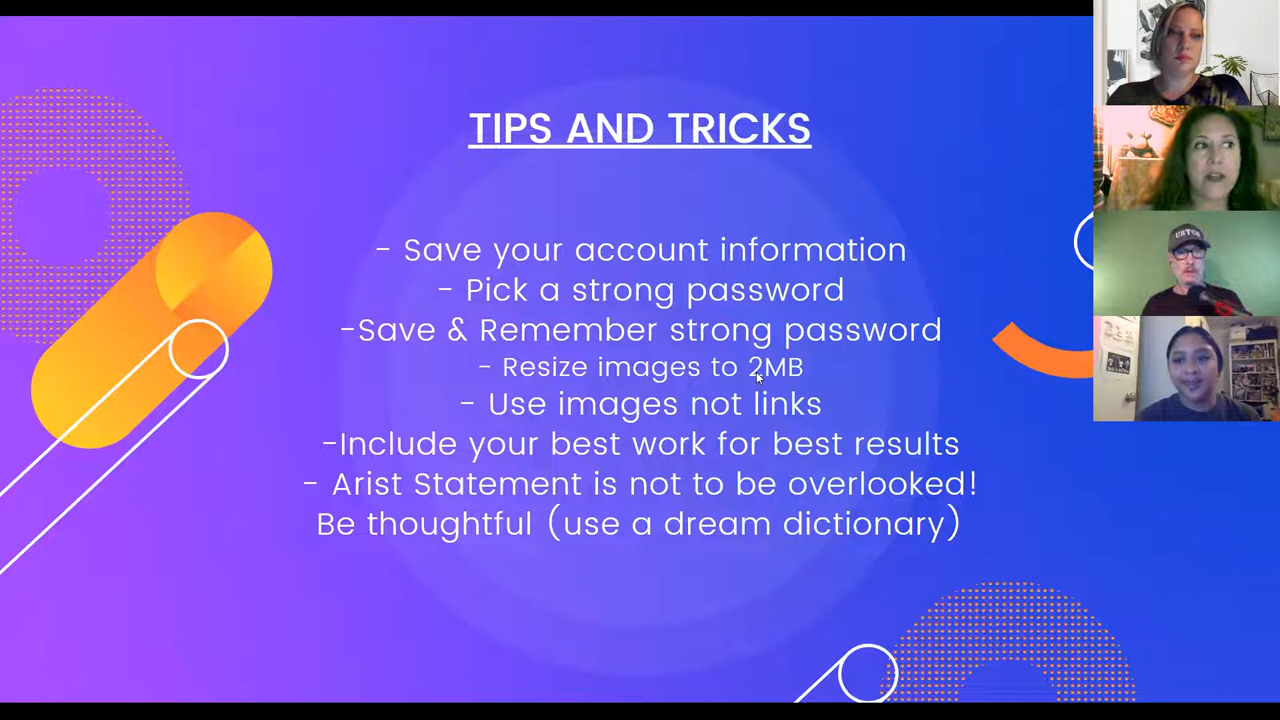 TIPS AND TRICKS
- Save your account information
- Pick a strong password
-Save & Remember strong password
- Resize images to 2MB
- Use images not links
-Include your best work for best results
- Arist Statement is not to be overlooked!
Be thoughtful (use a dream dictionary)